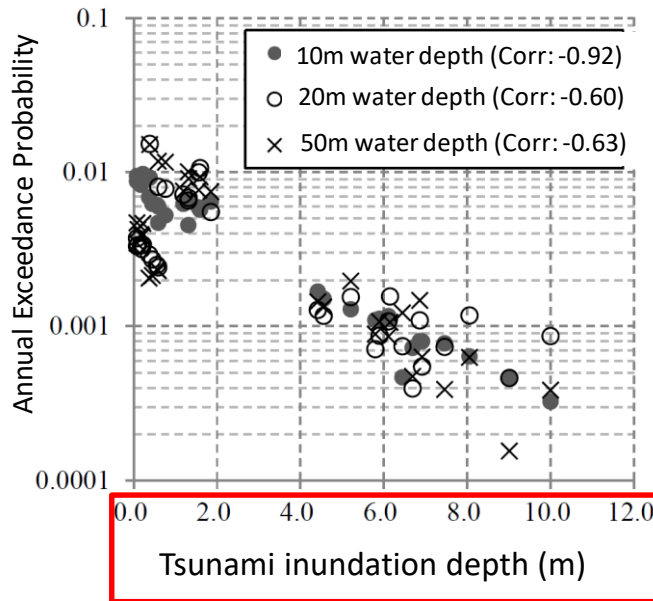 0.1
0.01
0.001
0.0001
Annual Exceedance Probability
10m water depth (Corr: -0.92)
20m water depth (Corr: -0.60)
50m water depth (Corr: -0.63)
0.0 2.0 4.0 6.0 8.0 10.0 12.0
Tsunami inundation depth (m)